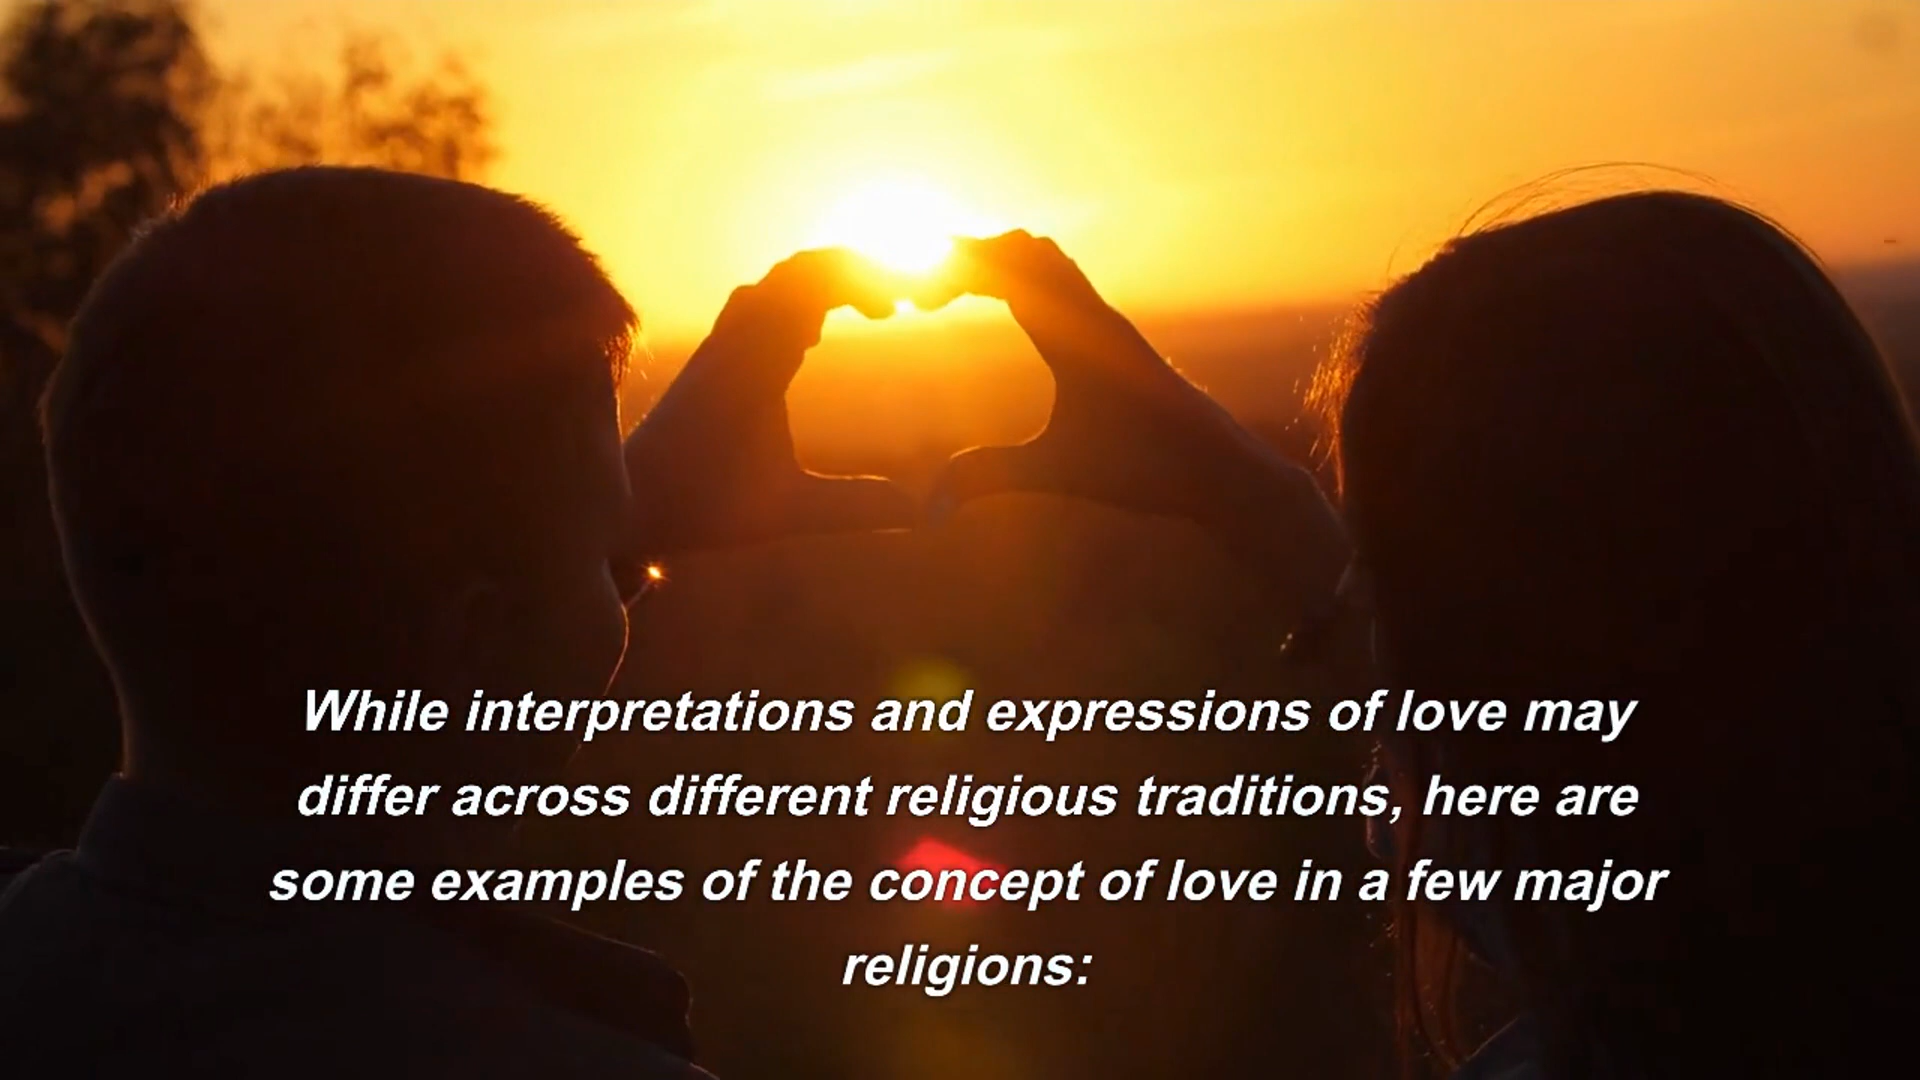 While interpretations and expressions of love may
differ across different religious traditions, here are
some examples of the concept of love in a few major
religions: